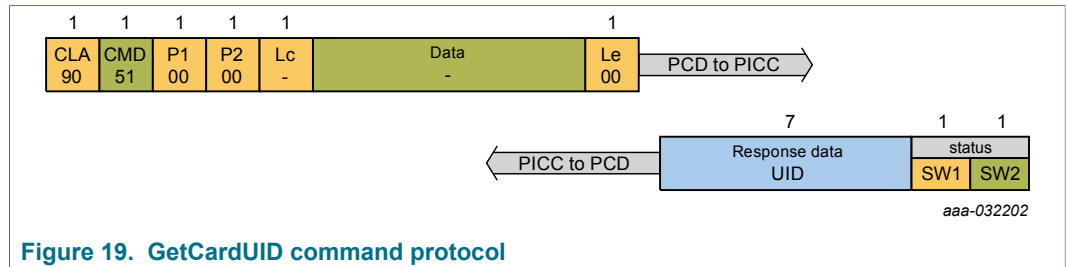 1 1 1 1 1 1
CLA CMD P1 P2 Lc Data Le
90 51 00 00 - - 00
PCD to PICC
7 1 1
Response data status
UID SW1 SW2
PICC to PCD
aaa-032202
Figure 19. GetCardUID command protocol